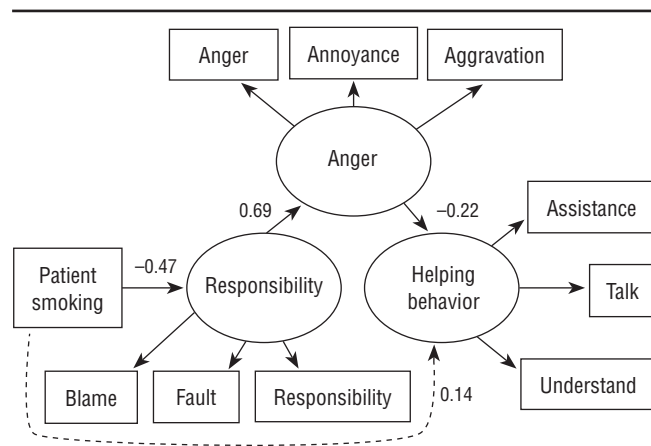 Anger
Annoyance
Aggravation
Anger
0.69
−0.22
Assistance
Patient
smoking
−0.47
Responsibility
Helping
behavior
Talk
Blame
Fault
Responsibility
0.14
Understand